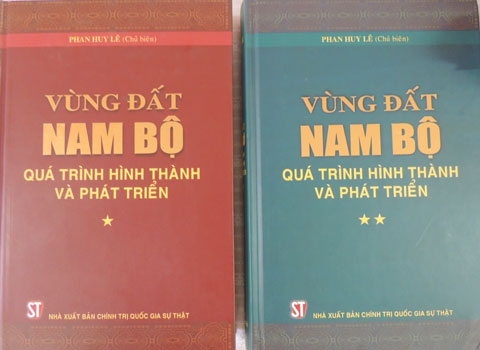 PHAN HUY LÊ (Chủ biên)
VÙNG ĐẤT
NAM BỘ
QUÁ TRÌNH HÌNH THÀNH
VÀ PHÁT TRIỂN
ST
NHÀ XUẤT BẢN CHÍNH TRỊ QUỐC GIA SỰ THẬT
PHAN HUY LÊ (Chủ biên)
VÙNG ĐẤT
NAM BỘ
QUÁ TRÌNH HÌNH THÀNH
VÀ PHÁT TRIỂN
ST
NHÀ XUẤT BẢN CHÍNH TRỊ QUỐC GIA SỰ THẬT